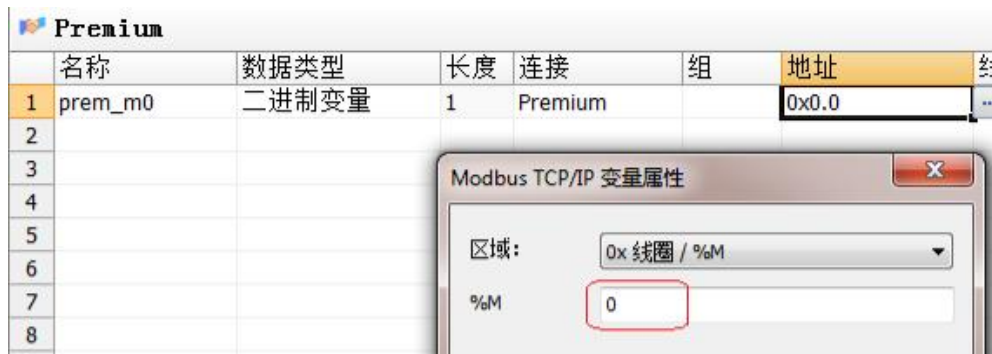 Premium
名称 数据类型 长度 连接 组 地址
1 prem_m0 二进制变量 1 Premium 0x0.0 ...
2
3
4
5
6
7
8
Modbus TCP/IP 变量属性
区域: 0x 线圈 / %M
%M 0